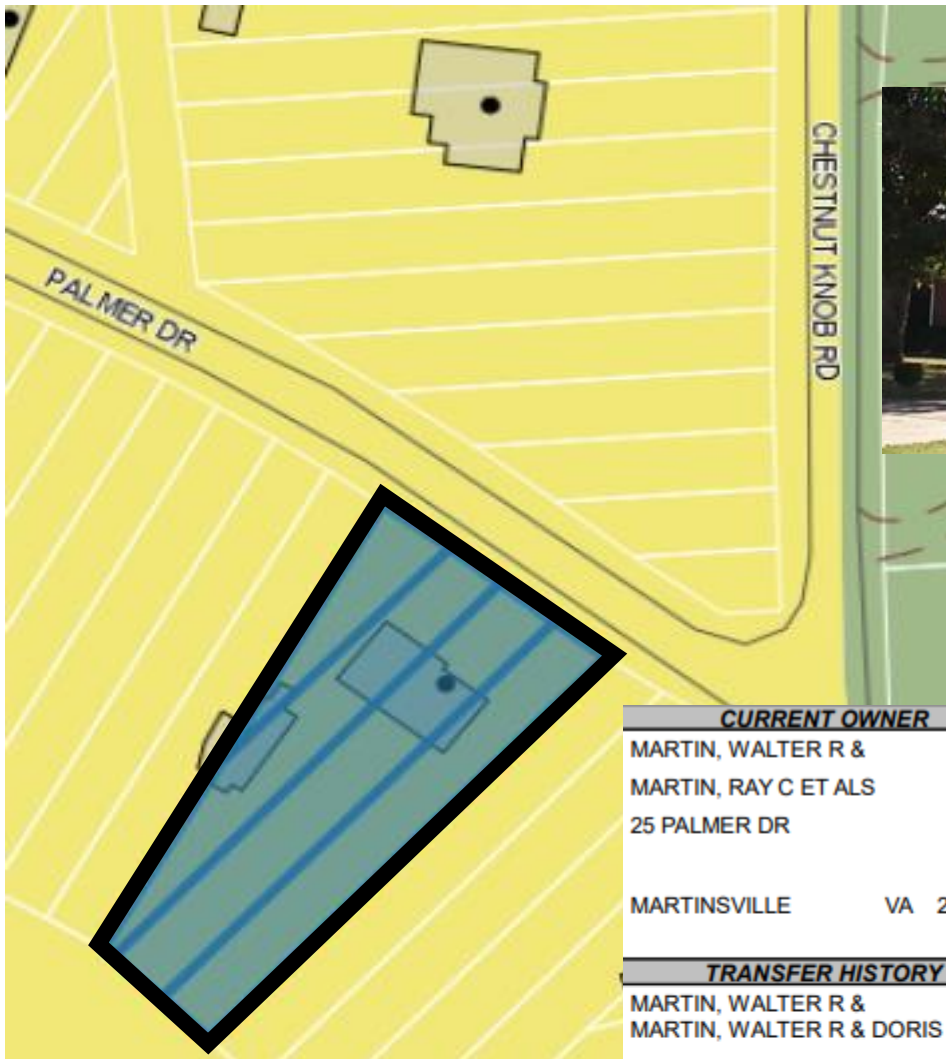 PALMER DR
CHESTNUT KNOB RD
CURRENT OWNER
MARTIN, WALTER R &
MARTIN, RAY C ET ALS
25 PALMER DR
MARTINSVILLE VA 2
TRANSFER HISTORY
MARTIN, WALTER R &
MARTIN, WALTER R & DORIS